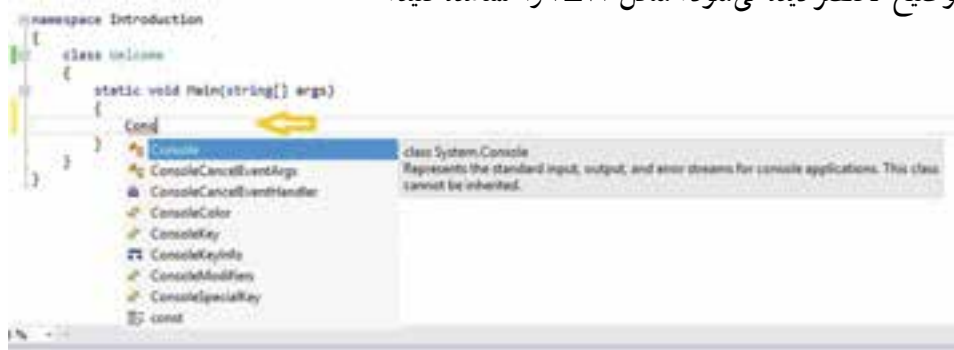 namespace Introduction
{
class Welcome
{
static void Main(string[] args)
{
Cons
}
}
}
Console
ConsoleCancelEventArgs
ConsoleCancelEventHandler
ConsoleColor
ConsoleKey
ConsoleKeyInfo
ConsoleModifiers
ConsoleSpecialKey
const
class System.Console
Represents the standard input, output, and error streams for console applications. This class
cannot be inherited.